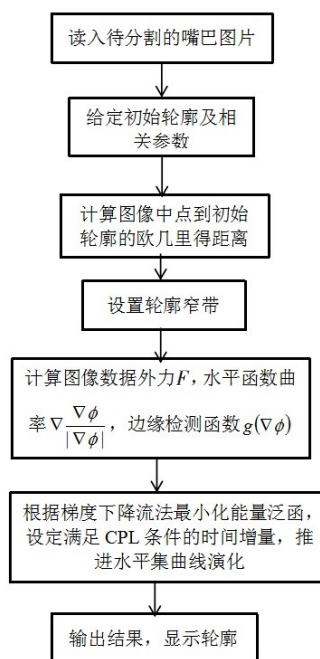 读入待分割的嘴巴图片
给定初始轮廓及相
关参数
计算图像中点到初始
轮廓的欧几里得距离
设置轮廓窄带
计算图像数据外力F，水平函数曲
率∇ ∇ϕ/|∇ϕ|，边缘检测函数g(∇ϕ)
根据梯度下降流法最小化能量泛函，
设定满足 CPL 条件的时间增量，推
进水平集曲线演化
输出结果，显示轮廓